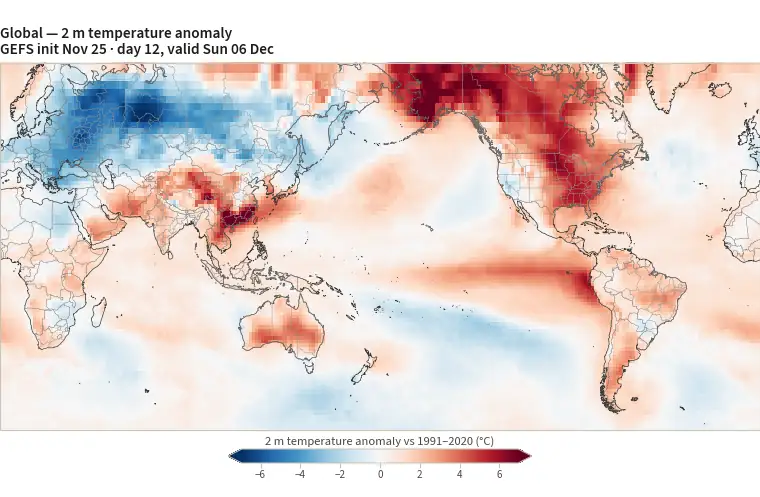 Global — 2 m temperature anomaly
GEFS init Nov 25 · day 12, valid Sun 06 Dec
2 m temperature anomaly vs 1991–2020 (°C)
−6 −4 −2 0 2 4 6